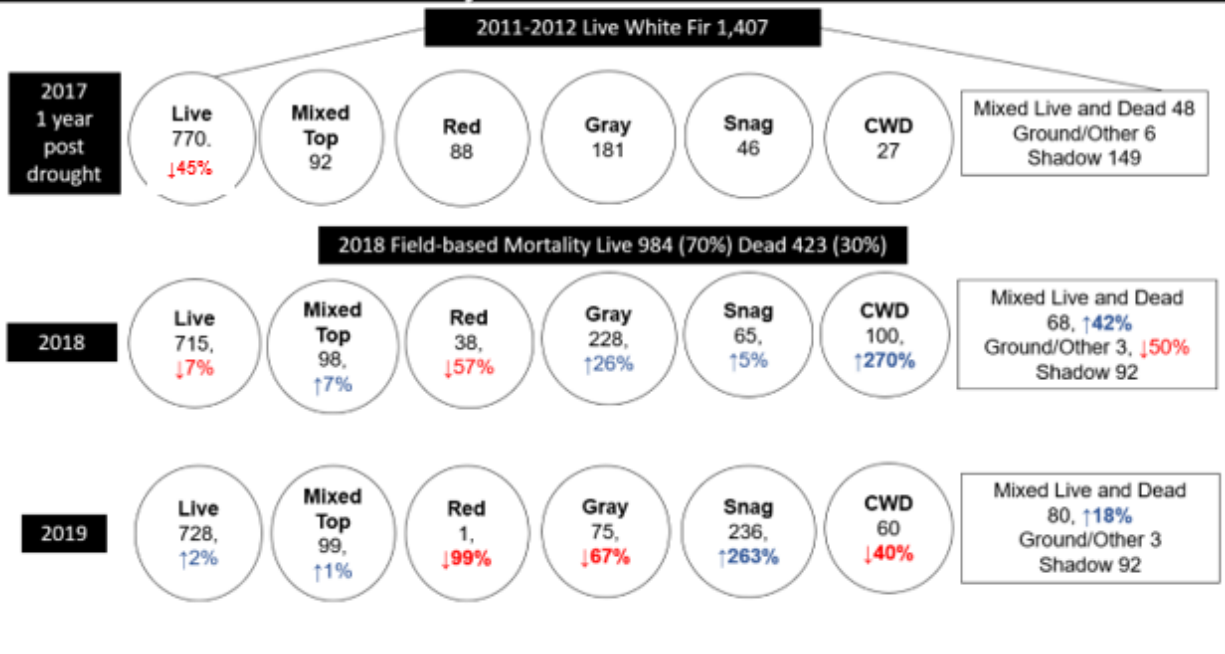 2011-2012 Live White Fir 1,407
2017
1 year
post
drought
Live
770.
↓45%
Mixed
Top
92
Red
88
Gray
181
Snag
46
CWD
27
Mixed Live and Dead 48
Ground/Other 6
Shadow 149
2018 Field-based Mortality Live 984 (70%) Dead 423 (30%)
2018
Live
715,
↓7%
Mixed
Top
98,
↑7%
Red
38,
↓57%
Gray
228,
↑26%
Snag
65,
↑5%
CWD
100,
↑270%
Mixed Live and Dead
68, ↑42%
Ground/Other 3, ↓50%
Shadow 92
2019
Live
728,
↑2%
Mixed
Top
99,
↑1%
Red
1,
↓99%
Gray
75,
↓67%
Snag
236,
↑263%
CWD
60
↓40%
Mixed Live and Dead
80, ↑18%
Ground/Other 3
Shadow 92